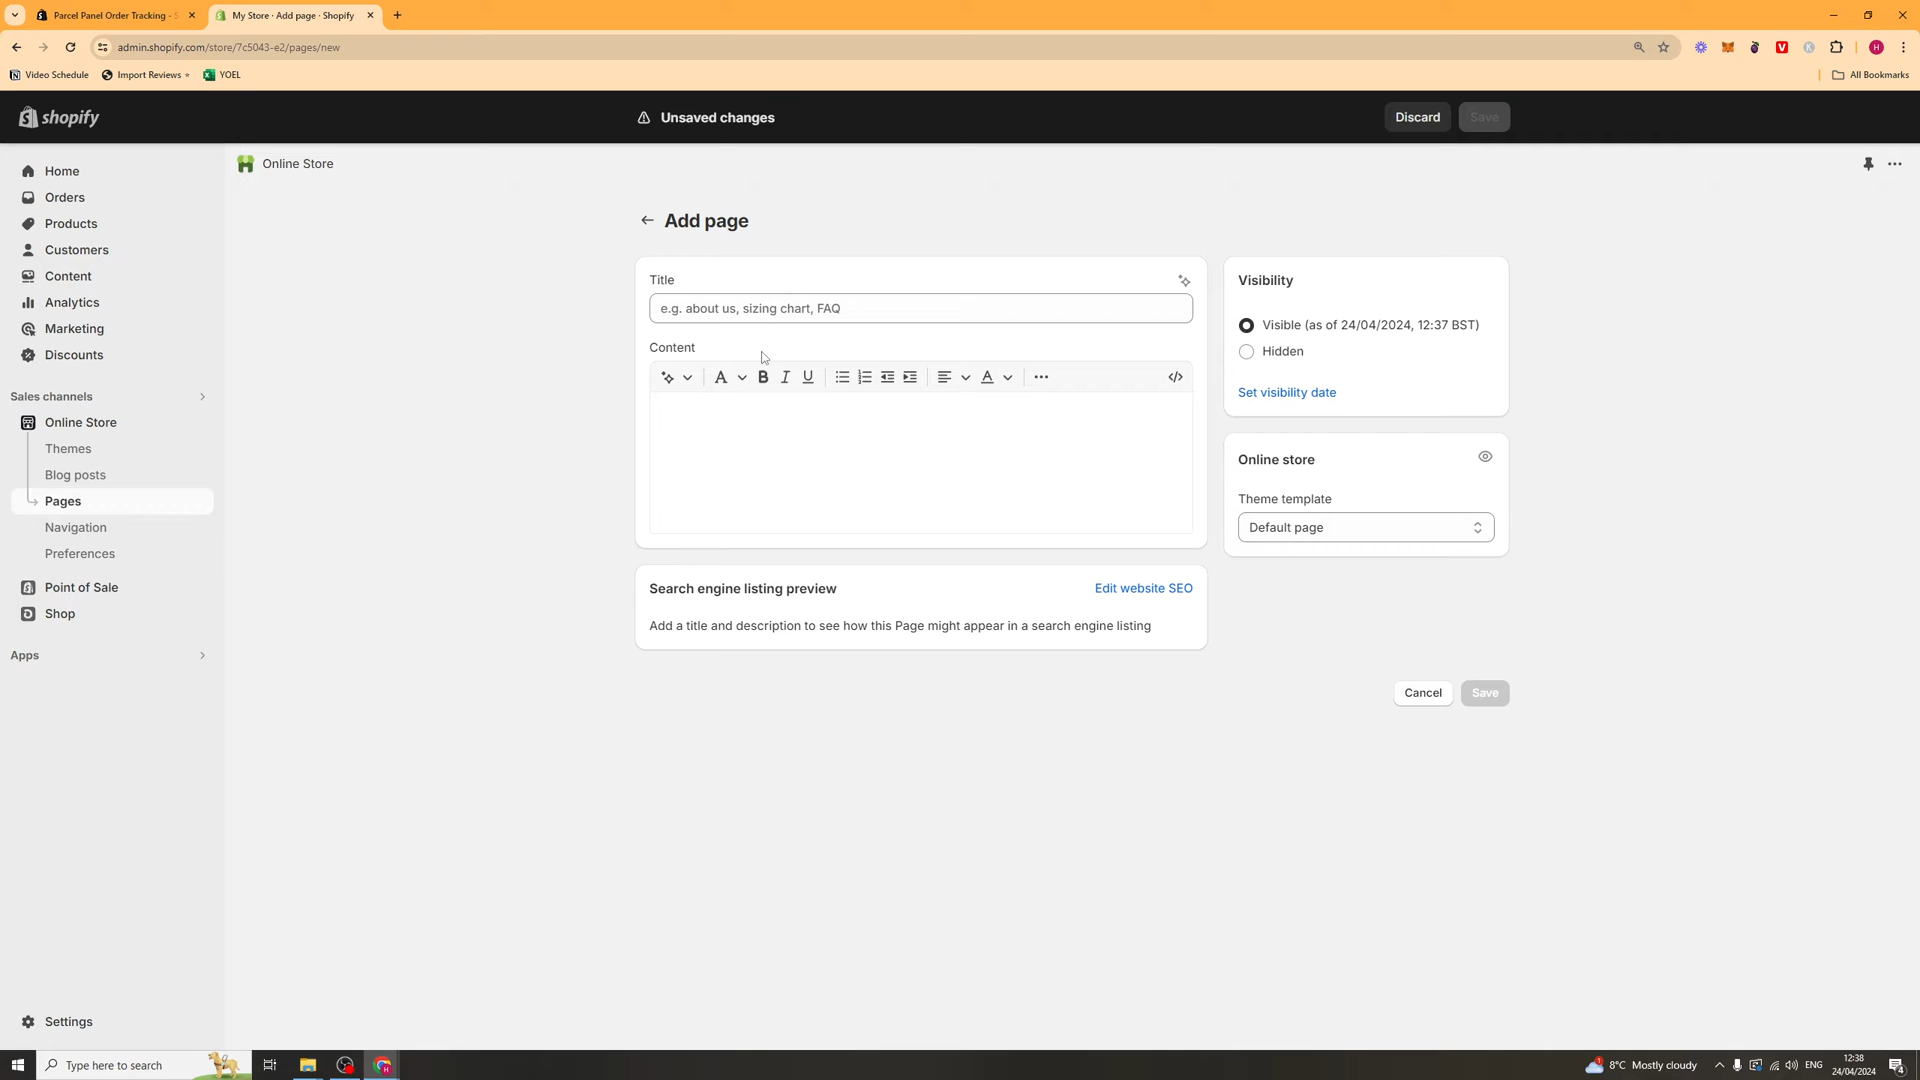 Parcel Panel Order Tracking - S
My Store · Add page · Shopify
admin.shopify.com/store/7c5043-e2/pages/new
Video Schedule
Import Reviews »
YOEL
All Bookmarks
shopify
Unsaved changes
Discard
Save
Home
Orders
Products
Customers
Content
Analytics
Marketing
Discounts
Sales channels
Online Store
Themes
Blog posts
Pages
Navigation
Preferences
Point of Sale
Shop
Apps
Settings
Online Store
Add page
Title
e.g. about us, sizing chart, FAQ
Content
Search engine listing preview
Edit website SEO
Add a title and description to see how this Page might appear in a search engine listing
Visibility
Visible (as of 24/04/2024, 12:37 BST)
Hidden
Set visibility date
Online store
Theme template
Default page
Cancel
Save
Type here to search
8°C Mostly cloudy
ENG
12:38
24/04/2024